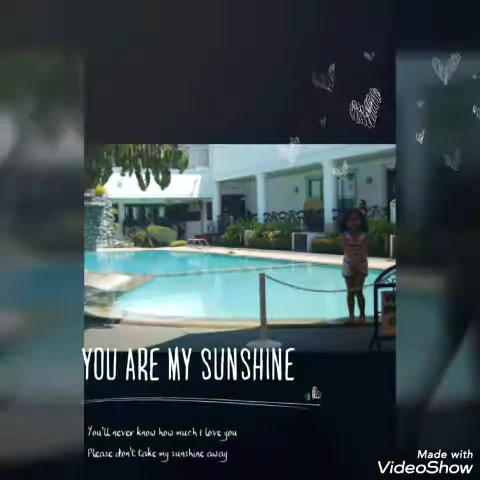 YOU ARE MY SUNSHINE
You'll never know how much I love you
Please don't take my sunshine away
Made with
VideoShow